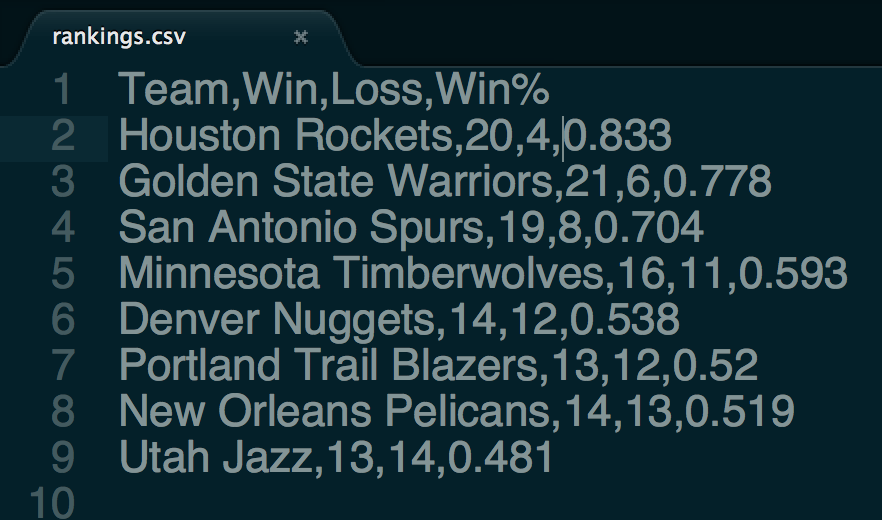 rankings.csv ×
1 Team,Win,Loss,Win%
2 Houston Rockets,20,4,0.833
3 Golden State Warriors,21,6,0.778
4 San Antonio Spurs,19,8,0.704
5 Minnesota Timberwolves,16,11,0.593
6 Denver Nuggets,14,12,0.538
7 Portland Trail Blazers,13,12,0.52
8 New Orleans Pelicans,14,13,0.519
9 Utah Jazz,13,14,0.481
10